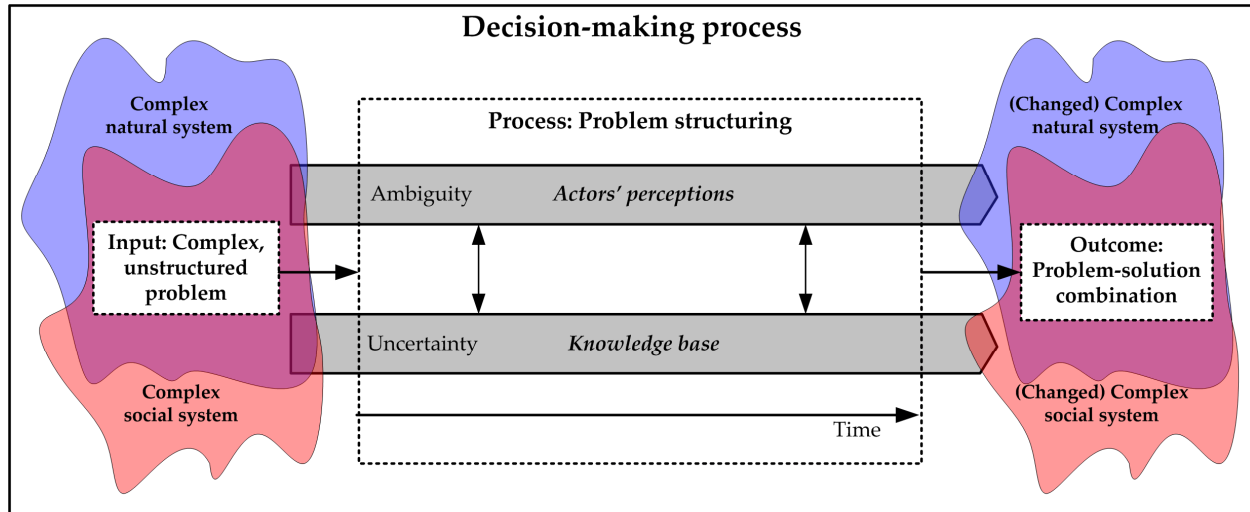 Decision-making process
Complex
natural system
Input: Complex,
unstructured
problem
Complex
social system
Process: Problem structuring
Ambiguity Actors’ perceptions
Uncertainty Knowledge base
Time
(Changed) Complex
natural system
Outcome:
Problem-solution
combination
(Changed) Complex
social system